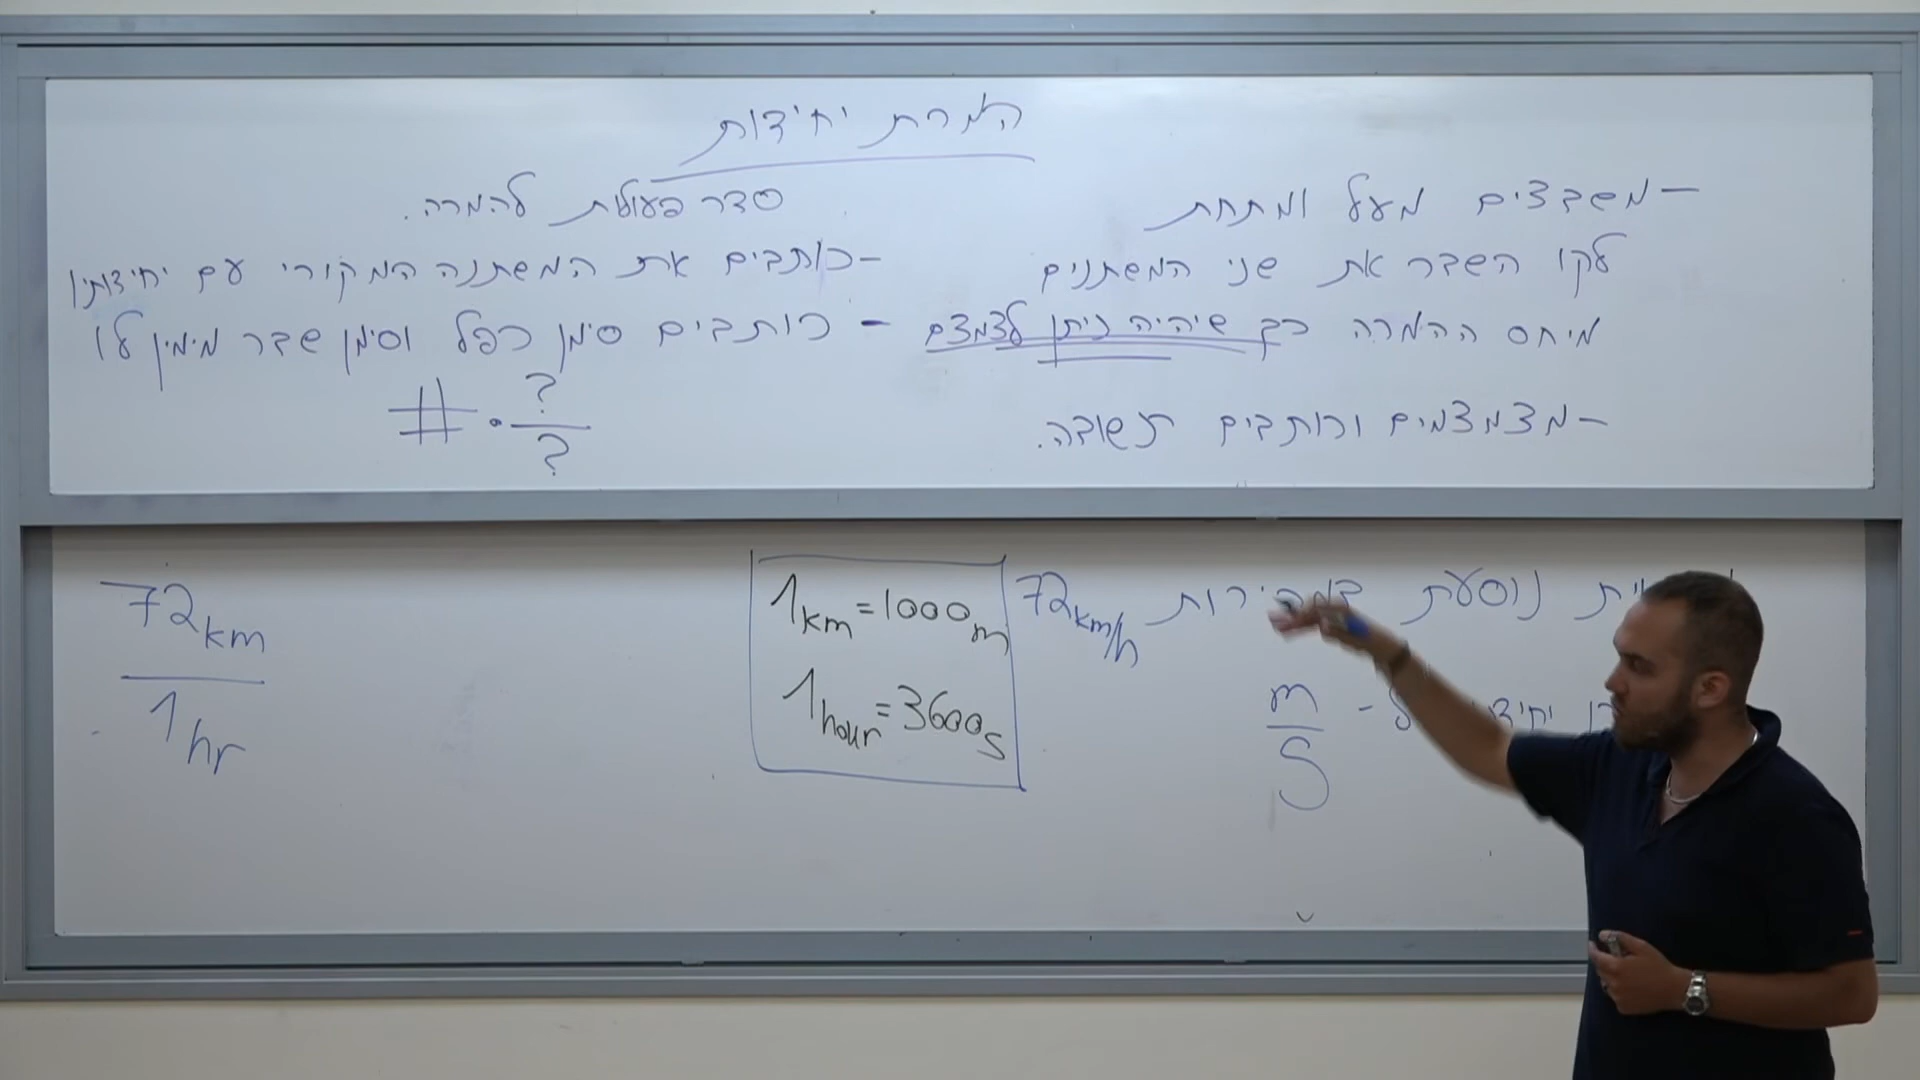 המרת יחידות
סדר פעולות להמרה.
-כותבים את המשתנה המקורי עם יחידותיו
- כותבים סימן כפל וסימן שבר מימין לו
# · ?/?
-משבצים מעל ומתחת
לקו השבר את שני המשתנים
מיחס ההמרה כך שיהיה ניתן לצמצם
-מצמצמים וכותבים תשובה.
נוסעת במהירות 72km/h
ל- m/s
1km=1000m
1hour=3600s
72km
1hr